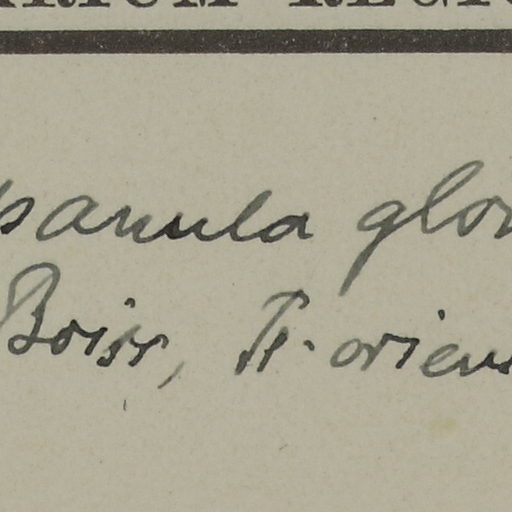 panula glo
Boiss, Fl. orien